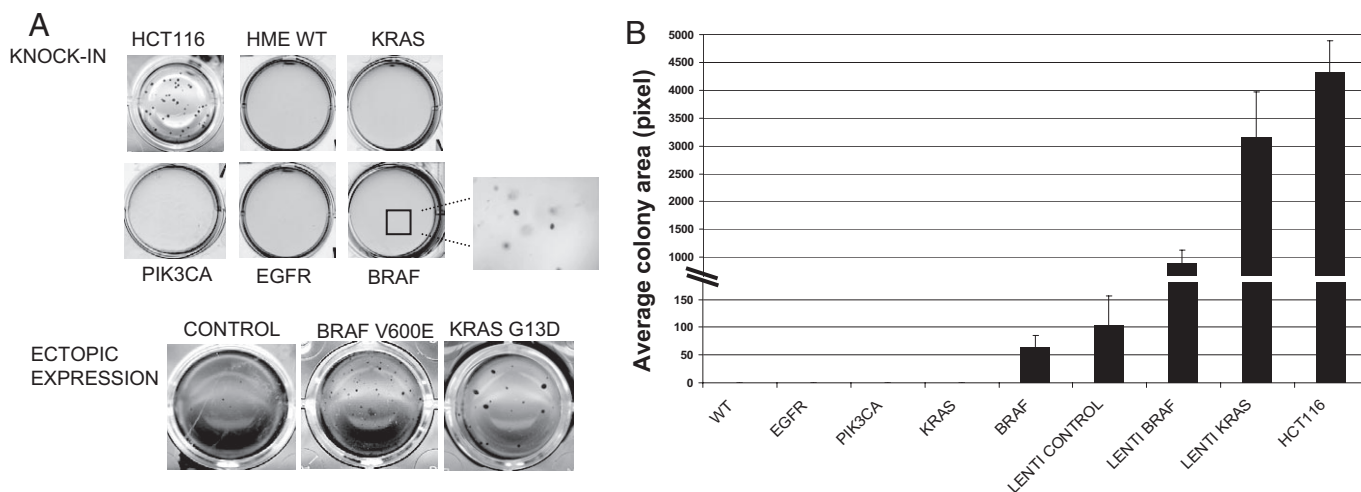 A
KNOCK-IN
HCT116 HME WT KRAS
PIK3CA EGFR BRAF
ECTOPIC
EXPRESSION
CONTROL BRAF V600E KRAS G13D
B
Average colony area (pixel)
5000
4500
4000
3500
3000
2500
2000
1500
1000
150
100
50
0
WT
EGFR
PIK3CA
KRAS
BRAF
LENTI CONTROL
LENTI BRAF
LENTI KRAS
HCT116